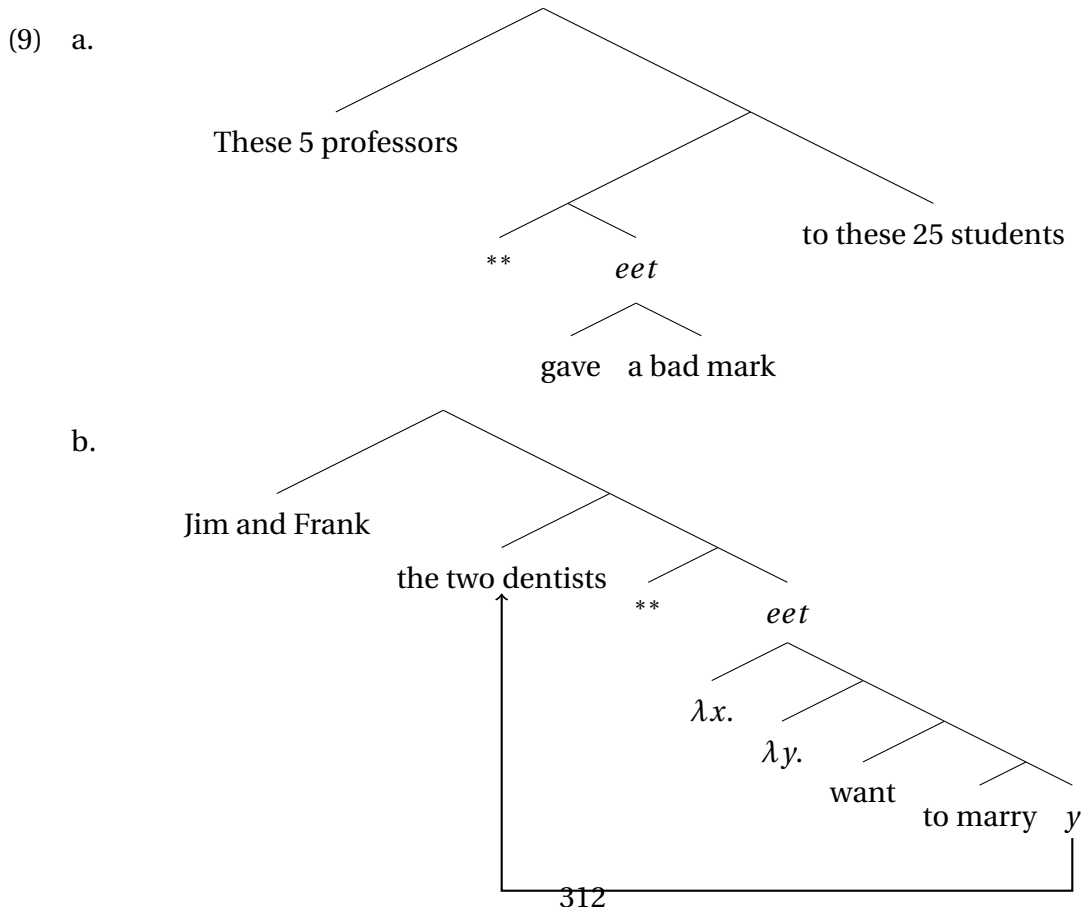 (9) a.
These 5 professors
to these 25 students
** eet
gave a bad mark
b.
Jim and Frank
the two dentists
** eet
λx.
λy.
want
to marry y
312